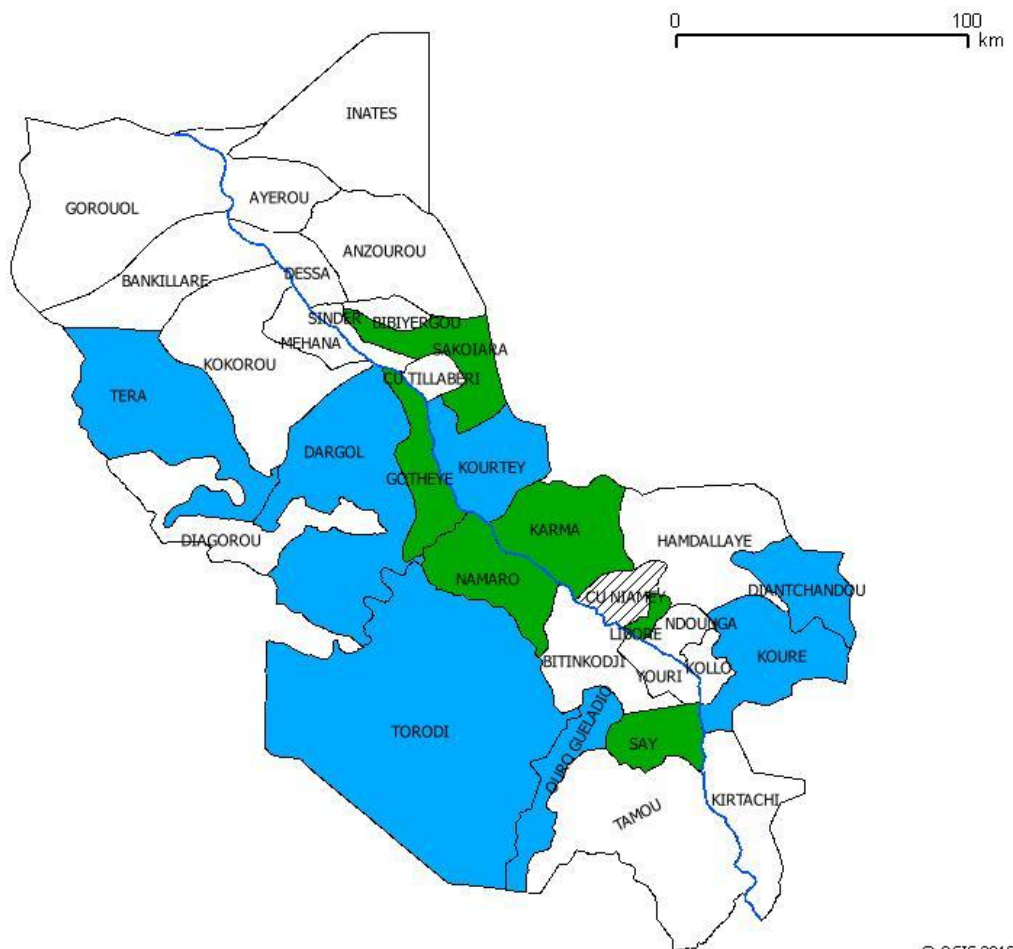 0 100
km
INATES
AYEROU
GOROUOL
ANZOUROU
DESSA
BANKILLARE
SINDER
BIBIYERGOU
MEHANA
SAKOIARA
KOKOROU
CU TILLABERI
TERA
DARGOL
GOTHEYE
KOURTEY
KARMA
DIAGOROU
HAMDALLAYE
NAMARO
CU NIAMEY
DIANTCHANDOU
NDOUNGA
LIBORE
BITINKODJI
YOURI
KOLLO
KOURE
TORODI
OURO GUELADIO
SAY
KIRTACHI
TAMOU